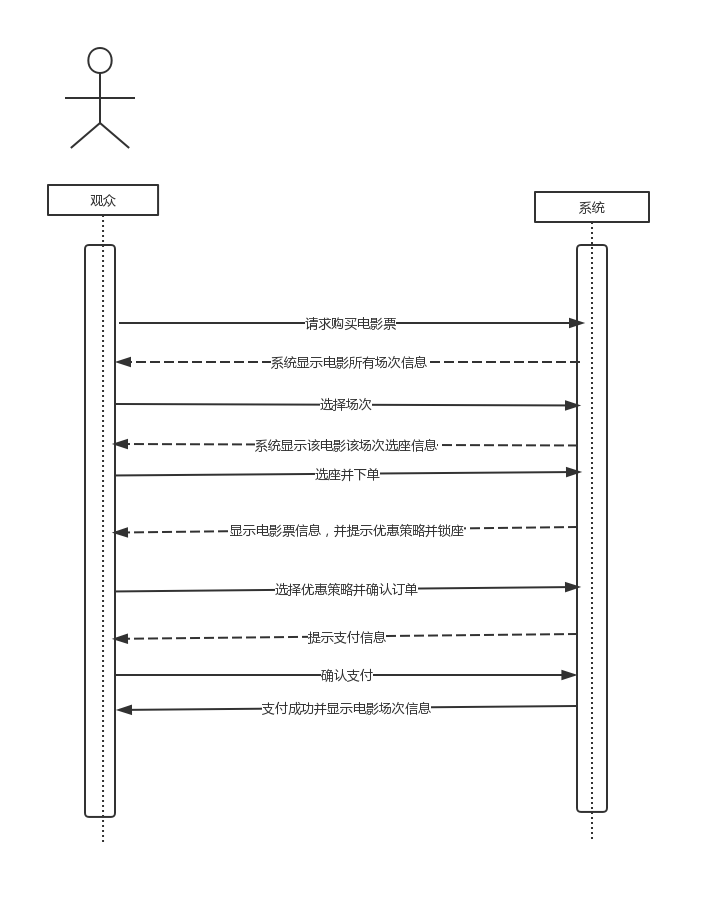 观众
系统
请求购买电影票
系统显示电影所有场次信息
选择场次
系统显示该电影该场次选座信息
选座并下单
显示电影票信息，并提示优惠策略并锁座
选择优惠策略并确认订单
提示支付信息
确认支付
支付成功并显示电影场次信息